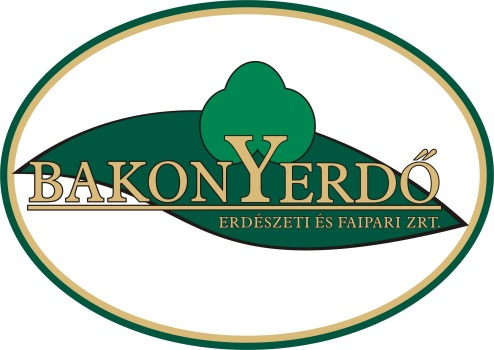 BAKONYERDŐ
ERDÉSZETI ÉS FAIPARI ZRT.